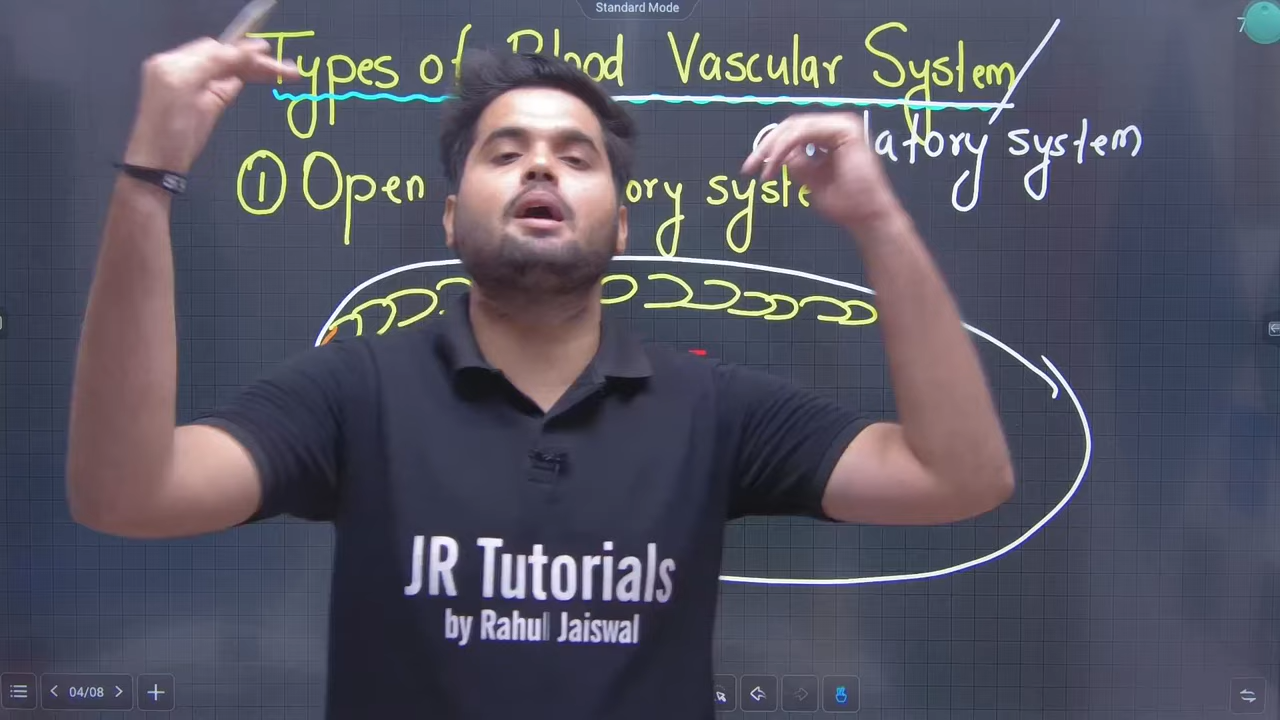 Standard Mode
Types of Blood Vascular System
latory system
① Open ory syste
JR Tutorials
by Rahul Jaiswal
04/08